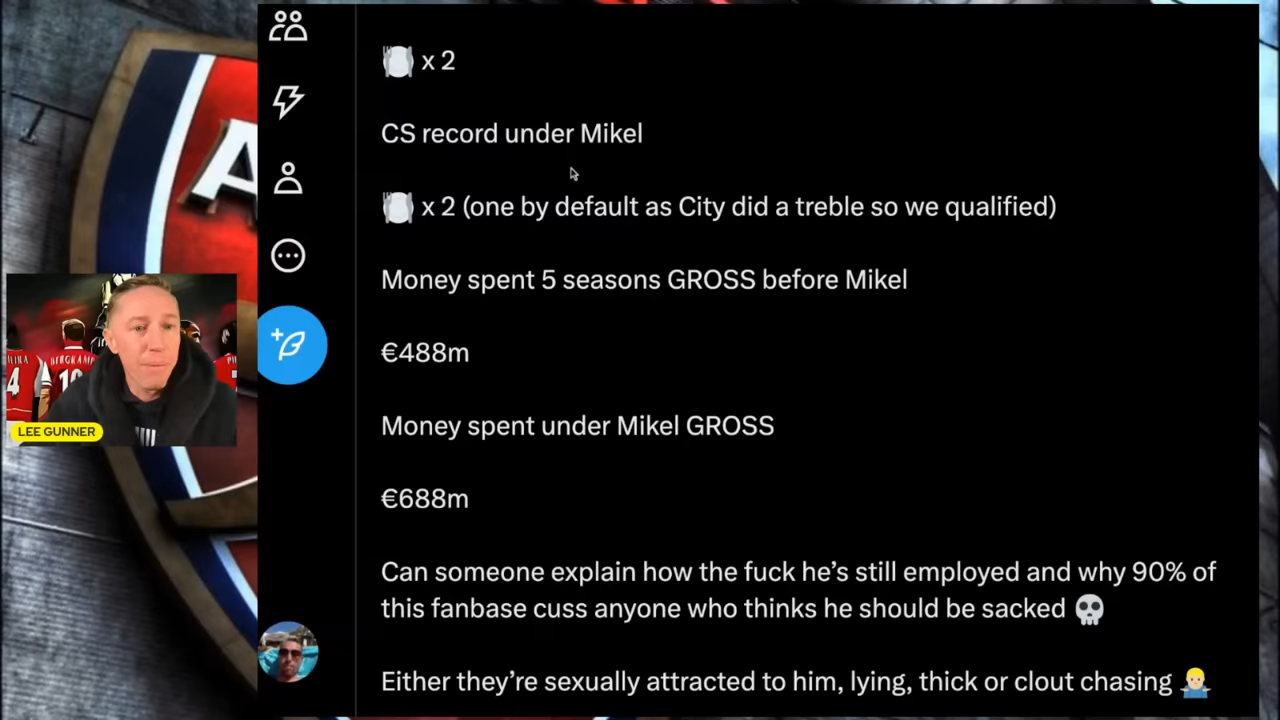 🍽️ x 2
CS record under Mikel
🍽️ x 2 (one by default as City did a treble so we qualified)
Money spent 5 seasons GROSS before Mikel
€488m
Money spent under Mikel GROSS
€688m
Can someone explain how the fuck he’s still employed and why 90% of
this fanbase cuss anyone who thinks he should be sacked 💀
Either they’re sexually attracted to him, lying, thick or clout chasing 🤷🏼‍♂️
4
BERGKAMP
10
LEE GUNNER